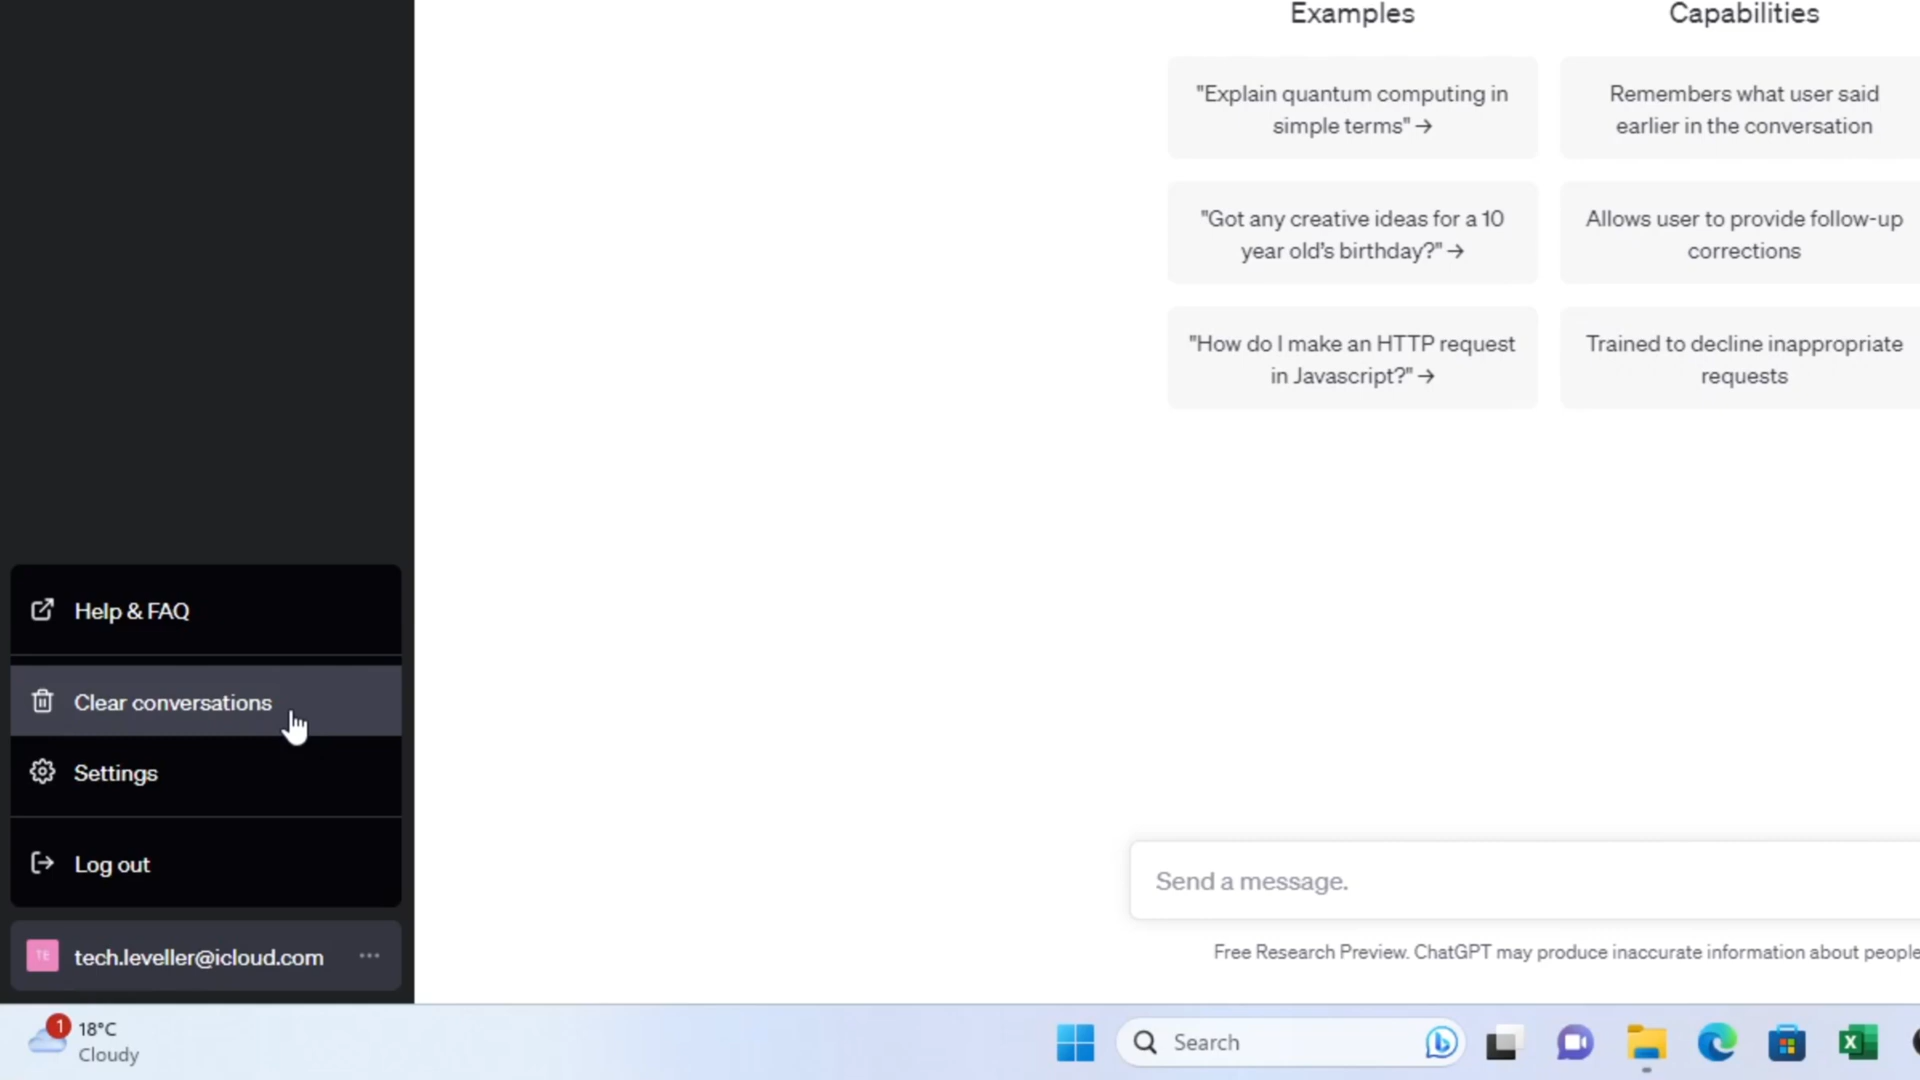 Examples
Capabilities
"Explain quantum computing in
simple terms" →
Remembers what user said
earlier in the conversation
"Got any creative ideas for a 10
year old's birthday?" →
Allows user to provide follow-up
corrections
"How do I make an HTTP request
in Javascript?" →
Trained to decline inappropriate
requests
Help & FAQ
Clear conversations
Settings
Log out
TE tech.leveller@icloud.com ...
Send a message.
Free Research Preview. ChatGPT may produce inaccurate information about people
1
18°C
Cloudy
Search